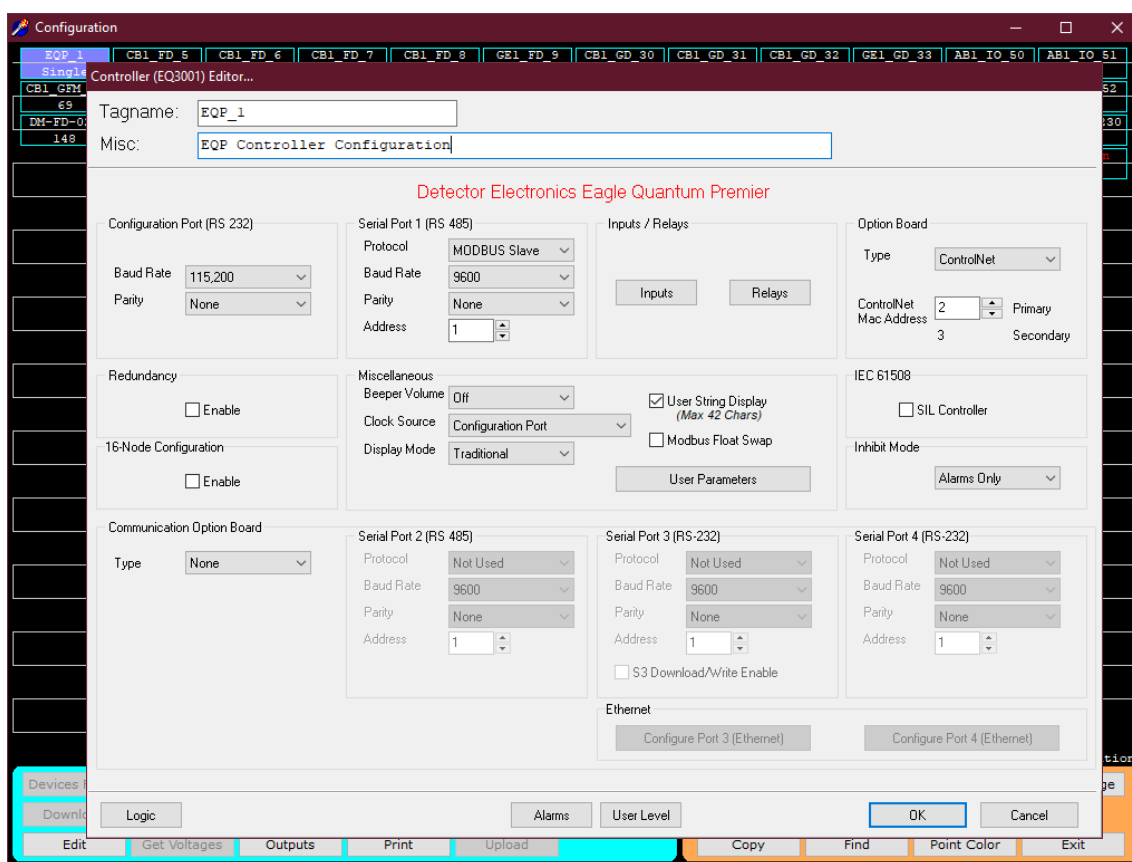 Configuration
EQP_1 CB1_FD_5 CB1_FD_6 CB1_FD_7 CB1_FD_8 GE1_FD_9 CB1_GD_30 CB1_GD_31 CB1_GD_32 GE1_GD_33 AB1_IO_50 AB1_IO_51
Single
Controller (EQ3001) Editor...
CB1_GFM 52
69
DM-FD-0 230
148
Tagname: EQP_1
Misc: EQP Controller Configuration
Detector Electronics Eagle Quantum Premier
Configuration Port (RS 232)
Baud Rate 115,200
Parity None
Serial Port 1 (RS 485)
Protocol MODBUS Slave
Baud Rate 9600
Parity None
Address 1
Inputs / Relays
Inputs Relays
Option Board
Type ControlNet
ControlNet
Mac Address 2 Primary
3 Secondary
Redundancy
Enable
16-Node Configuration
Enable
Miscellaneous
Beeper Volume Off
Clock Source Configuration Port
Display Mode Traditional
User String Display
(Max 42 Chars)
Modbus Float Swap
User Parameters
IEC 61508
SIL Controller
Inhibit Mode
Alarms Only
Communication Option Board
Type None
Serial Port 2 (RS 485)
Protocol Not Used
Baud Rate 9600
Parity None
Address 1
Serial Port 3 (RS-232)
Protocol Not Used
Baud Rate 9600
Parity None
Address 1
S3 Download/Write Enable
Serial Port 4 (RS-232)
Protocol Not Used
Baud Rate 9600
Parity None
Address 1
Ethernet
Configure Port 3 (Ethernet) Configure Port 4 (Ethernet)
Logic Alarms User Level OK Cancel
Devices
Edit Get Voltages Outputs Print Upload Copy Find Point Color Exit